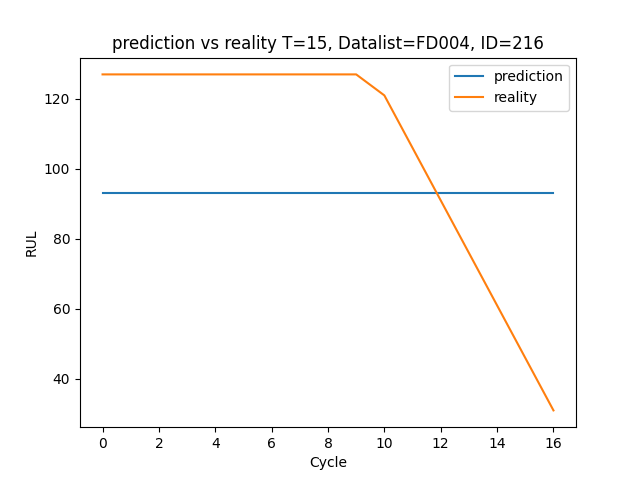 prediction vs reality T=15, Datalist=FD004, ID=216
prediction
reality
RUL
120
100
80
60
40
0 2 4 6 8 10 12 14 16
Cycle